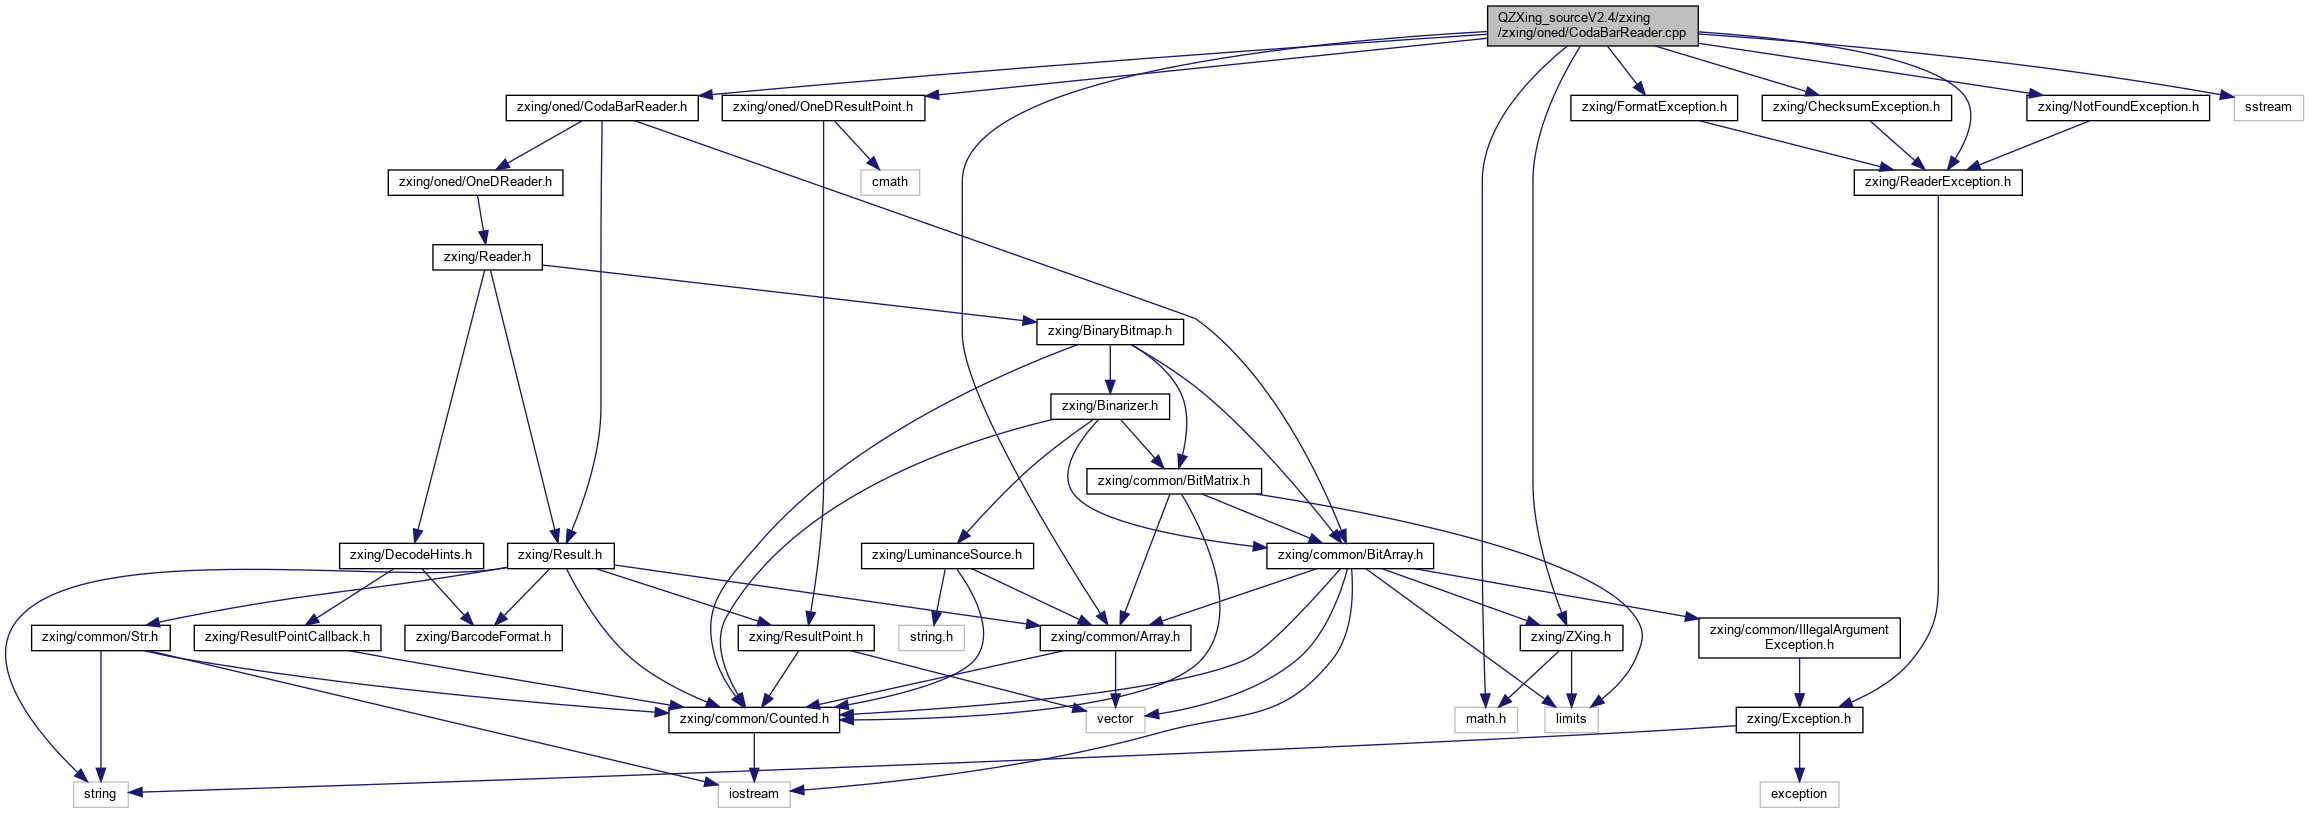 QZXing_sourceV2.4/zxing
/zxing/oned/CodaBarReader.cpp
zxing/oned/CodaBarReader.h
zxing/oned/OneDResultPoint.h
zxing/FormatException.h
zxing/ChecksumException.h
zxing/NotFoundException.h
sstream
zxing/oned/OneDReader.h
cmath
zxing/ReaderException.h
zxing/Reader.h
zxing/BinaryBitmap.h
zxing/Binarizer.h
zxing/common/BitMatrix.h
zxing/DecodeHints.h
zxing/Result.h
zxing/LuminanceSource.h
zxing/common/BitArray.h
zxing/common/Str.h
zxing/ResultPointCallback.h
zxing/BarcodeFormat.h
zxing/ResultPoint.h
string.h
zxing/common/Array.h
zxing/ZXing.h
zxing/common/IllegalArgument
Exception.h
zxing/common/Counted.h
vector
math.h
limits
zxing/Exception.h
string
iostream
exception